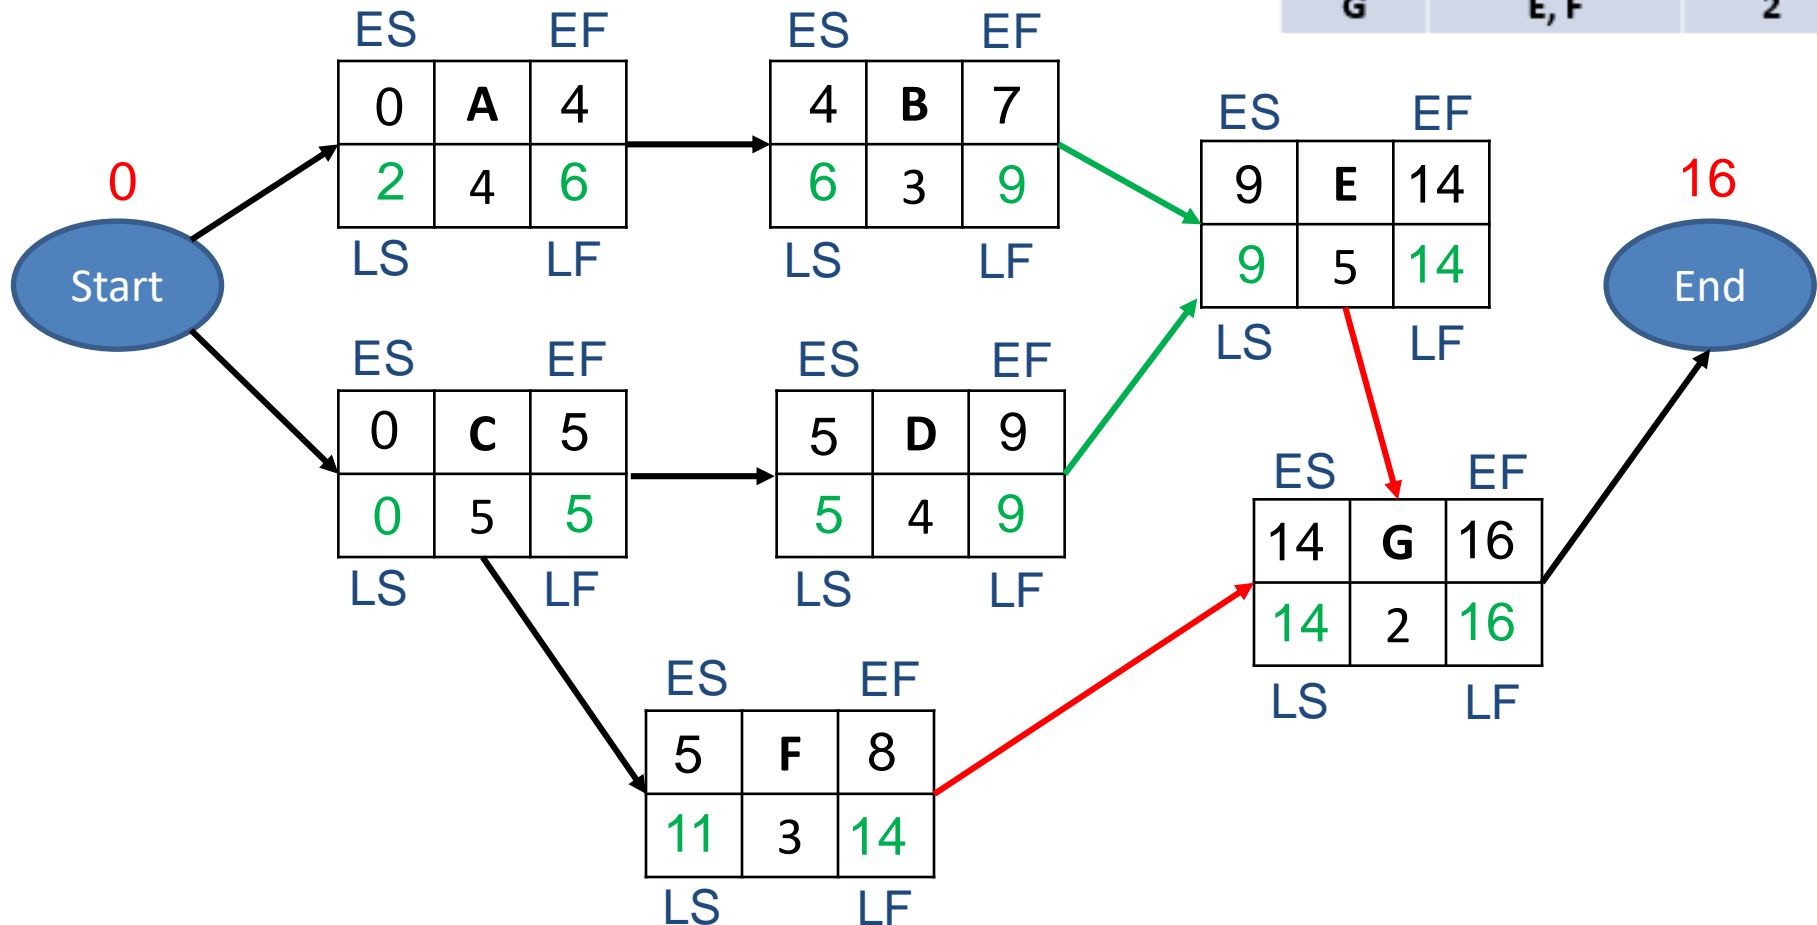 G E, F 2
ES EF
0 A 4
2 4 6
LS LF
ES EF
4 B 7
6 3 9
LS LF
ES EF
9 E 14
9 5 14
LS LF
0
Start
16
End
ES EF
0 C 5
0 5 5
LS LF
ES EF
5 D 9
5 4 9
LS LF
ES EF
14 G 16
14 2 16
LS LF
ES EF
5 F 8
11 3 14
LS LF